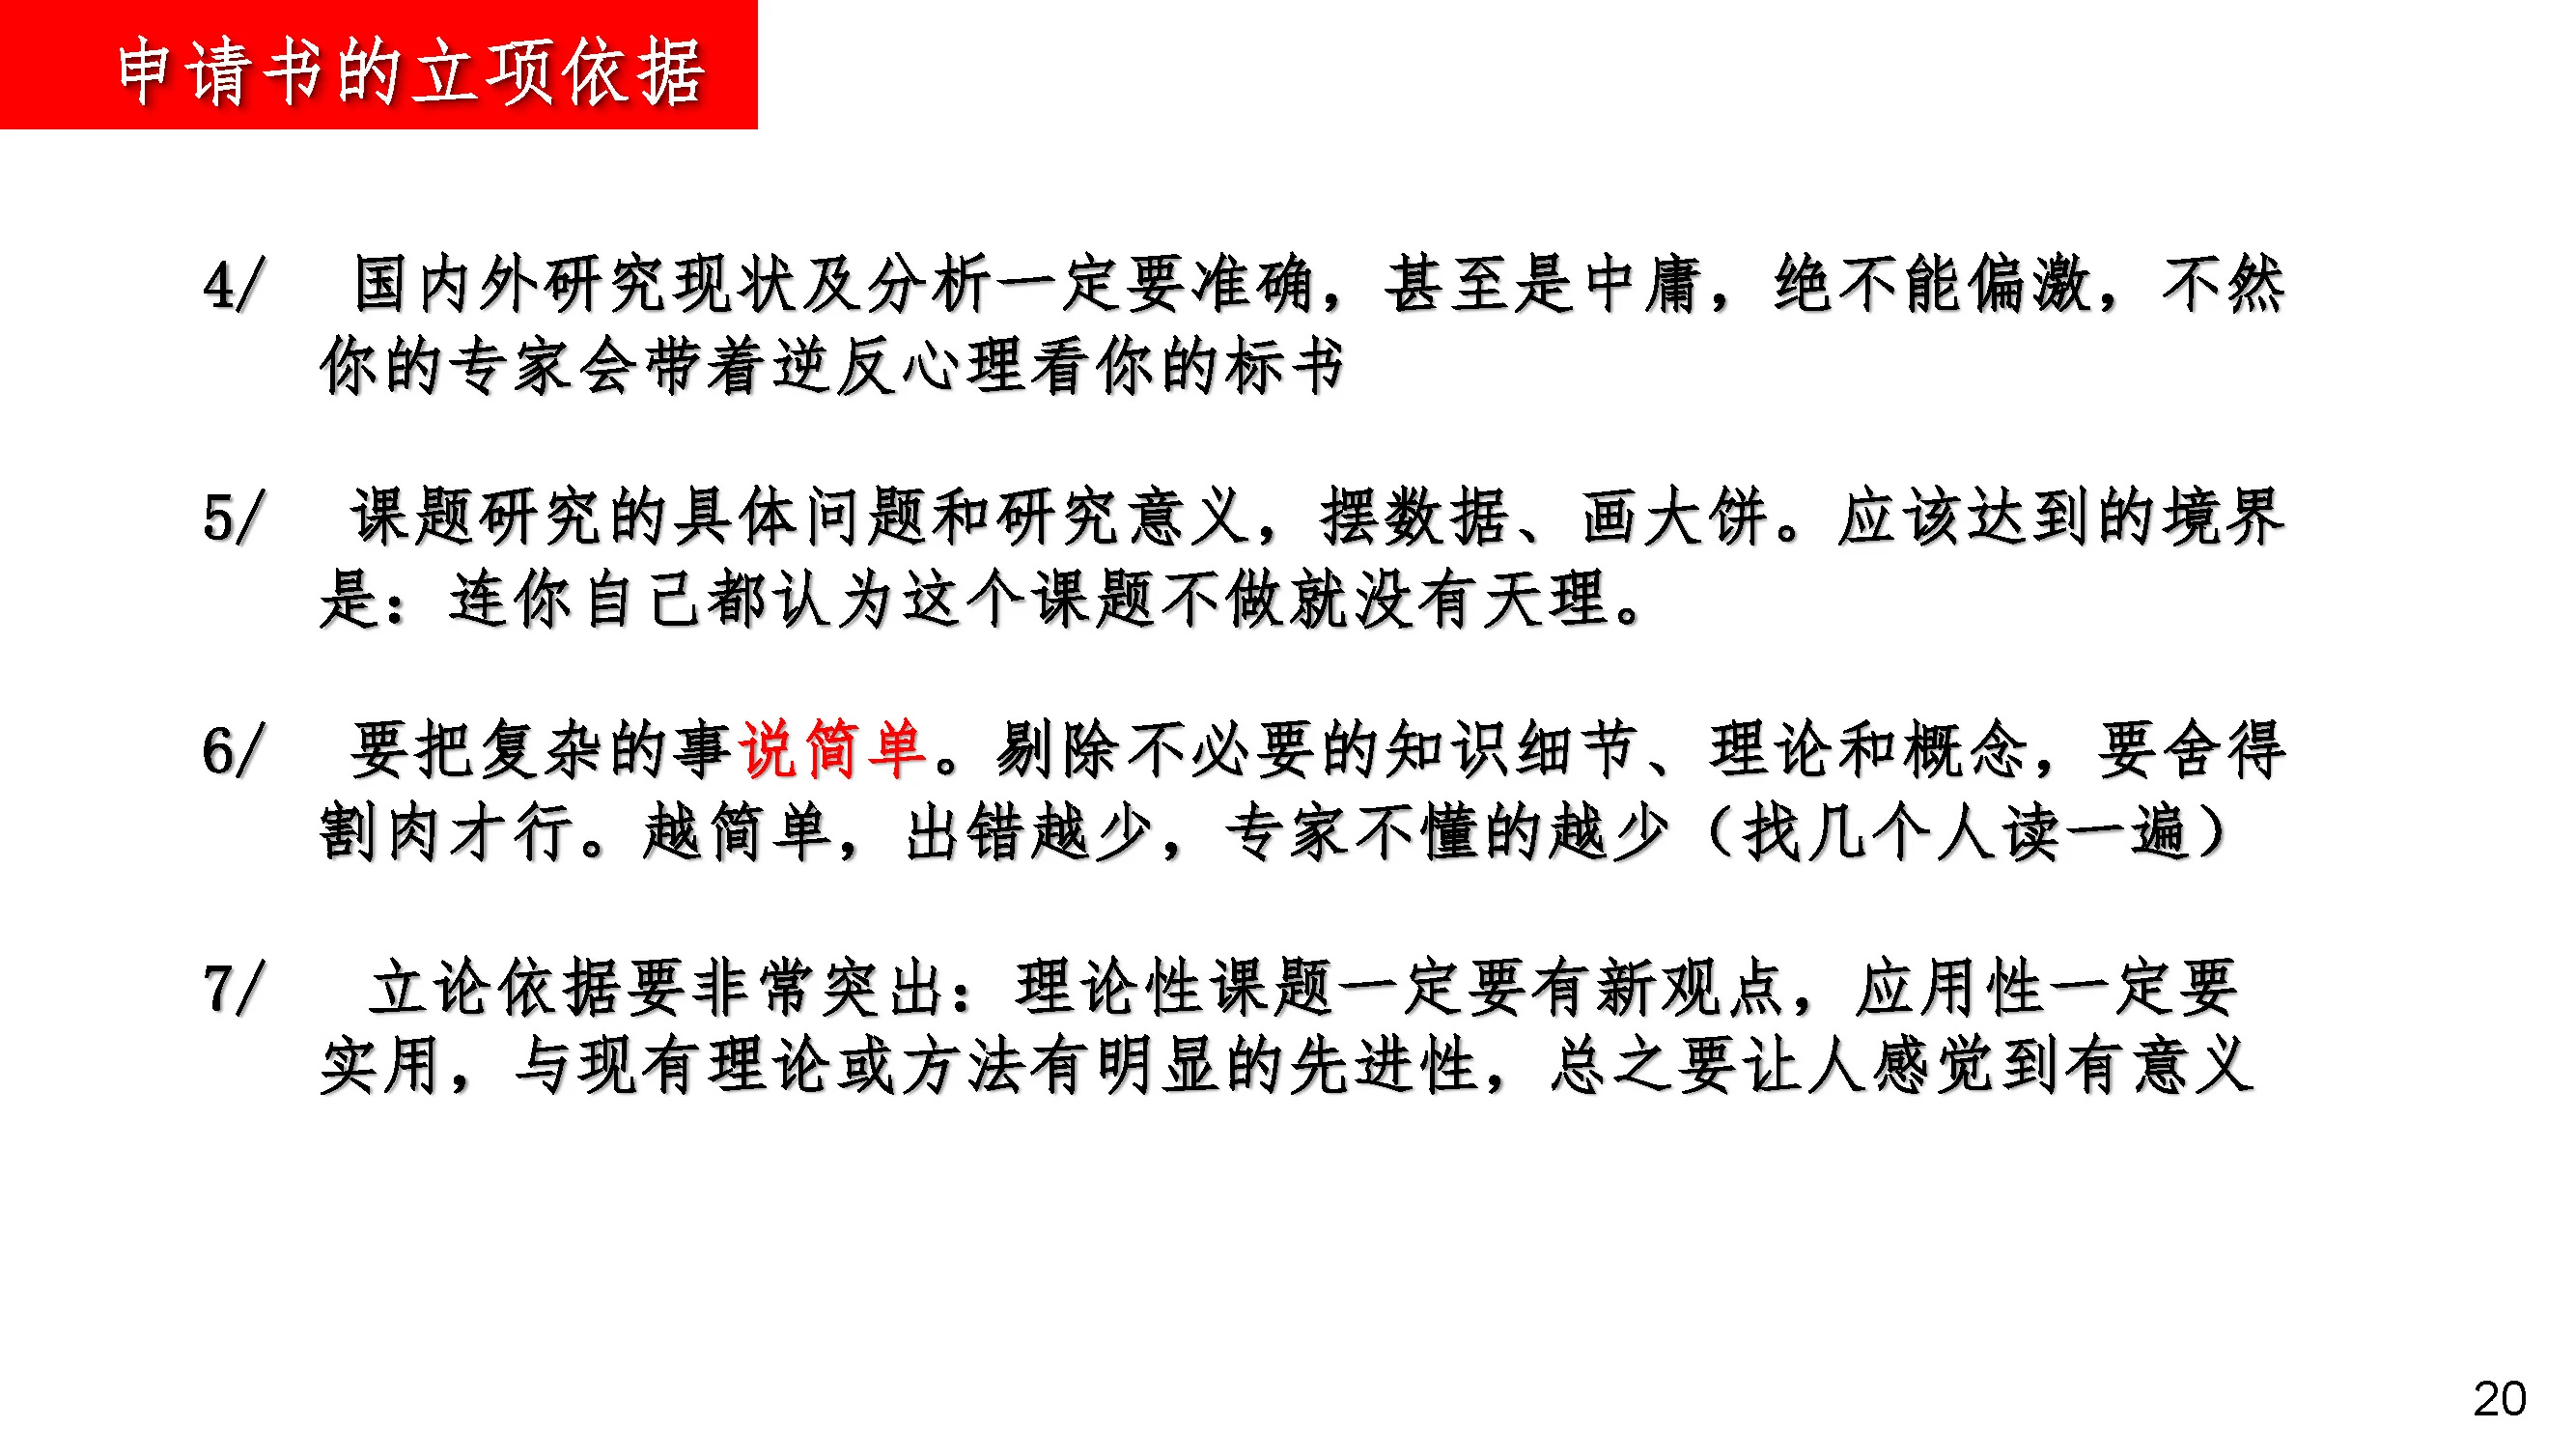 申请书的立项依据
4/ 国内外研究现状及分析一定要准确，甚至是中庸，绝不能偏激，不然
你的专家会带着逆反心理看你的标书
5/ 课题研究的具体问题和研究意义，摆数据、画大饼。应该达到的境界
是：连你自己都认为这个课题不做就没有天理。
6/ 要把复杂的事说简单。剔除不必要的知识细节、理论和概念，要舍得
割肉才行。越简单，出错越少，专家不懂的越少（找几个人读一遍）
7/ 立论依据要非常突出：理论性课题一定要有新观点，应用性一定要
实用，与现有理论或方法有明显的先进性，总之要让人感觉到有意义
20